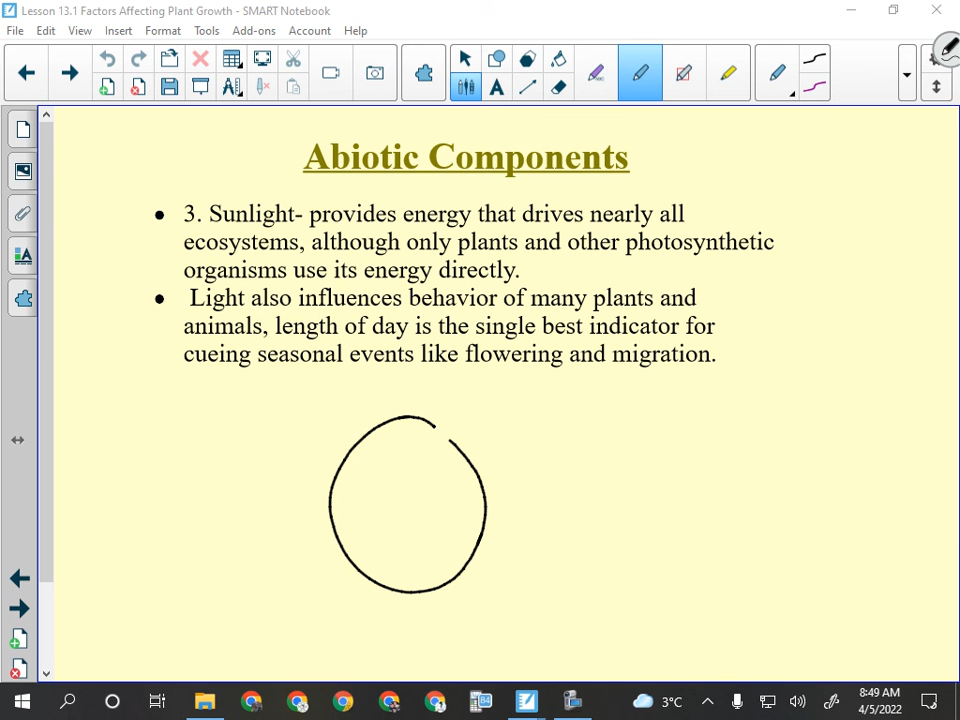 Lesson 13.1 Factors Affecting Plant Growth - SMART Notebook
File Edit View Insert Format Tools Add-ons Account Help
Abiotic Components
• 3. Sunlight- provides energy that drives nearly all
ecosystems, although only plants and other photosynthetic
organisms use its energy directly.
• Light also influences behavior of many plants and
animals, length of day is the single best indicator for
cueing seasonal events like flowering and migration.
3°C
8:49 AM
4/5/2022